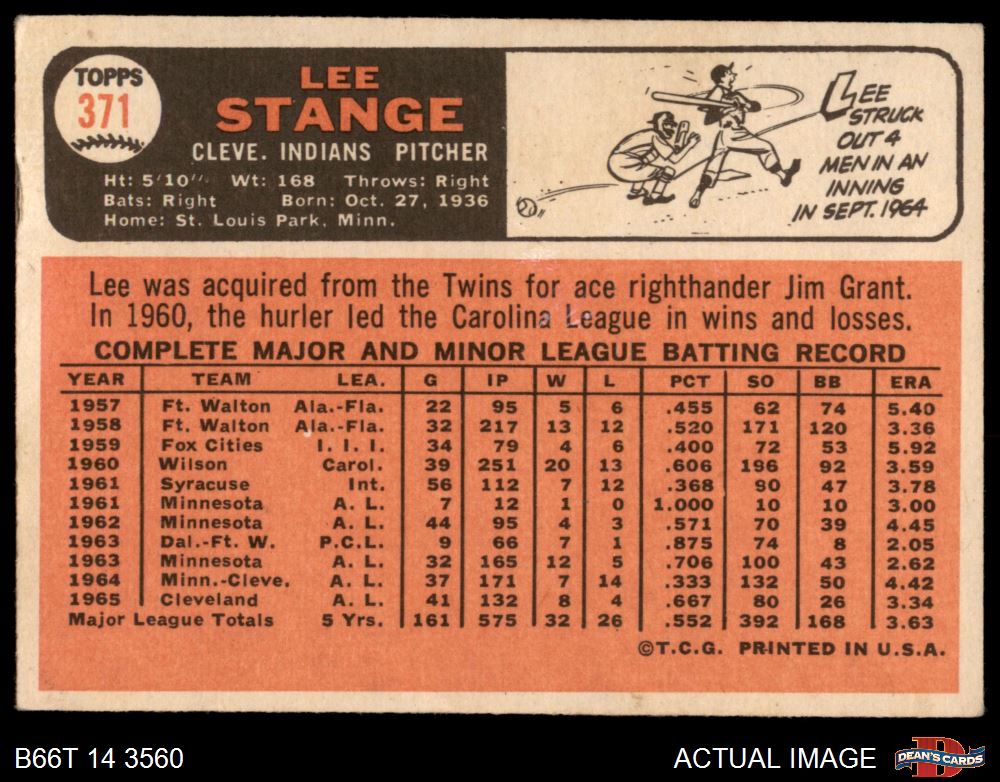 TOPPS
371
LEE
STANGE
CLEVE. INDIANS PITCHER
Ht: 5'10" Wt: 168 Throws: Right
Bats: Right Born: Oct. 27, 1936
Home: St. Louis Park, Minn.
LEE
STRUCK
OUT 4
MEN IN AN
INNING
IN SEPT. 1964
Lee was acquired from the Twins for ace righthander Jim Grant.
In 1960, the hurler led the Carolina League in wins and losses.
COMPLETE MAJOR AND MINOR LEAGUE BATTING RECORD
YEAR TEAM LEA. G IP W L PCT SO BB ERA
1957 Ft. Walton Ala.-Fla. 22 95 5 6 .455 62 74 5.40
1958 Ft. Walton Ala.-Fla. 32 217 13 12 .520 171 120 3.36
1959 Fox Cities I. I. I. 34 79 4 6 .400 72 53 5.92
1960 Wilson Carol. 39 251 20 13 .606 196 92 3.59
1961 Syracuse Int. 56 112 7 12 .368 90 47 3.78
1961 Minnesota A. L. 7 12 1 0 1.000 10 10 3.00
1962 Minnesota A. L. 44 95 4 3 .571 70 39 4.45
1963 Dal.-Ft. W. P.C.L. 9 66 7 1 .875 74 8 2.05
1963 Minnesota A. L. 32 165 12 5 .706 100 43 2.62
1964 Minn.-Cleve. A. L. 37 171 7 14 .333 132 50 4.42
1965 Cleveland A. L. 41 132 8 4 .667 80 26 3.34
Major League Totals 5 Yrs. 161 575 32 26 .552 392 168 3.63
©T.C.G. PRINTED IN U.S.A.
B66T 14 3560
ACTUAL IMAGE
D
DEAN'S CARDS